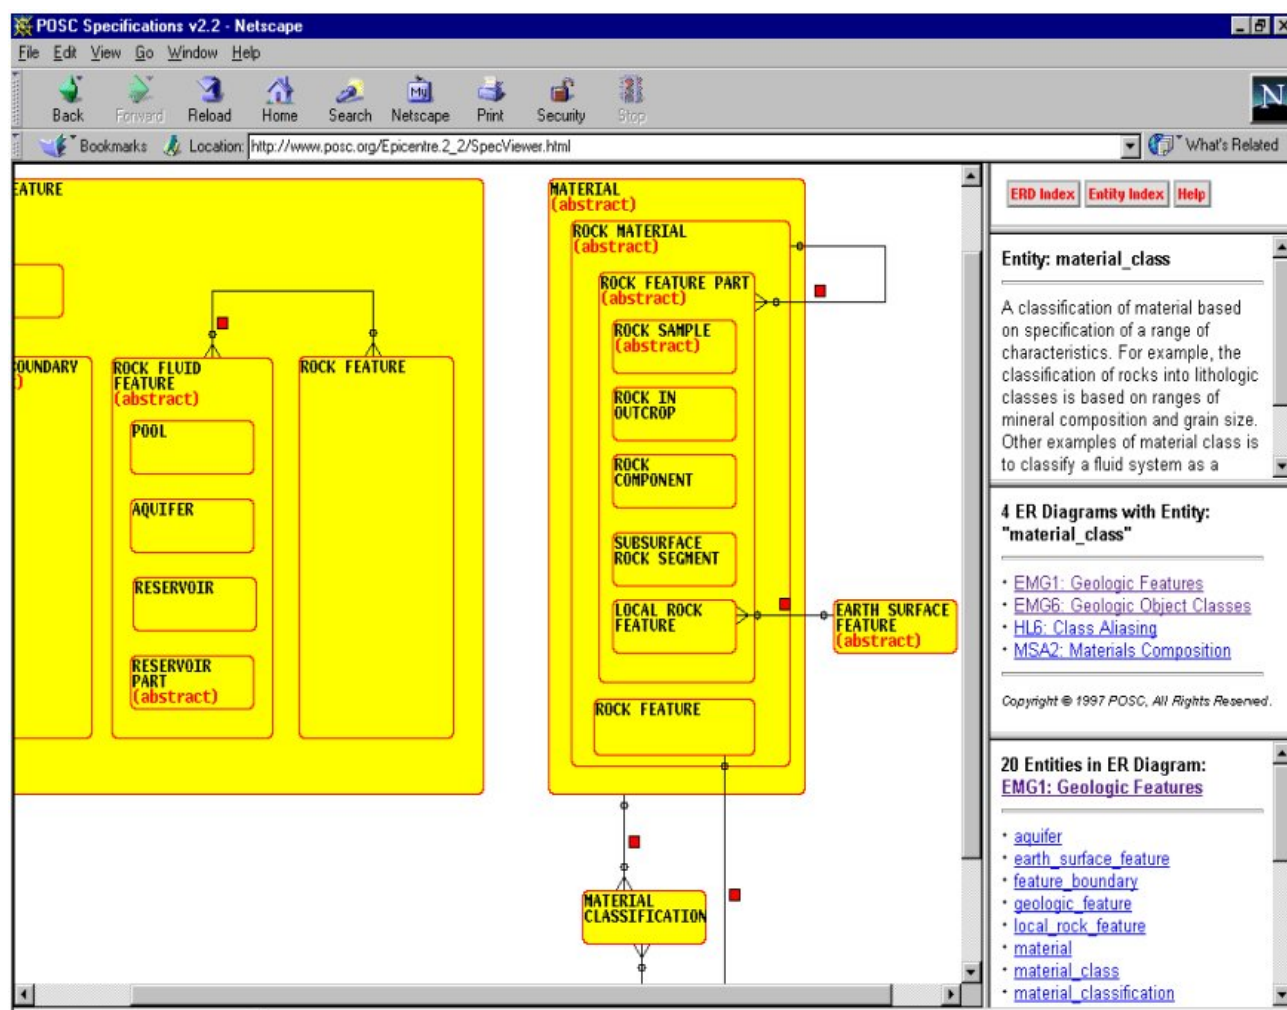 POSC Specifications v2.2 - Netscape
File Edit View Go Window Help
Back Forward Reload Home Search Netscape Print Security Stop
My
N
Bookmarks Location: http://www.posc.org/Epicentre.2_2/SpecViewer.html What's Related
EATURE
OUNDARY
)
ROCK FLUID
FEATURE
(abstract)
POOL
AQUIFER
RESERVOIR
RESERVOIR
PART
(abstract)
ROCK FEATURE
MATERIAL
(abstract)
ROCK MATERIAL
(abstract)
ROCK FEATURE PART
(abstract)
ROCK SAMPLE
(abstract)
ROCK IN
OUTCROP
ROCK
COMPONENT
SUBSURFACE
ROCK SEGMENT
LOCAL ROCK
FEATURE
EARTH SURFACE
FEATURE
(abstract)
ROCK FEATURE
MATERIAL
CLASSIFICATION
ERD Index Entity Index Help
Entity: material_class
A classification of material based
on specification of a range of
characteristics. For example, the
classification of rocks into lithologic
classes is based on ranges of
mineral composition and grain size.
Other examples of material class is
to classify a fluid system as a
4 ER Diagrams with Entity:
"material_class"
· EMG1: Geologic Features
· EMG6: Geologic Object Classes
· HL6: Class Aliasing
· MSA2: Materials Composition
Copyright © 1997 POSC, All Rights Reserved.
20 Entities in ER Diagram:
EMG1: Geologic Features
· aquifer
· earth_surface_feature
· feature_boundary
· geologic_feature
· local_rock_feature
· material
· material_class
· material_classification